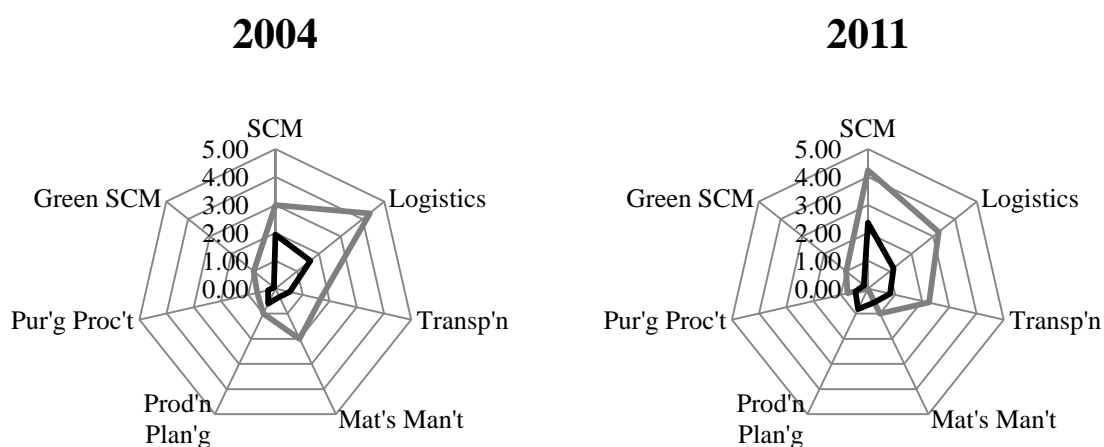 2004
SCM
5.00
4.00
3.00
2.00
1.00
0.00
Green SCM
Logistics
Pur'g Proc't
Transp'n
Prod'n
Plan'g
Mat's Man't
2011
SCM
5.00
4.00
3.00
2.00
1.00
0.00
Green SCM
Logistics
Pur'g Proc't
Transp'n
Prod'n
Plan'g
Mat's Man't